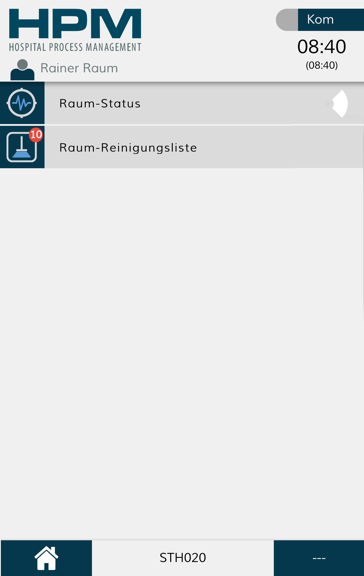 HPM
HOSPITAL PROCESS MANAGEMENT
Kom
08:40
(08:40)
Rainer Raum
Raum-Status
10
Raum-Reinigungsliste
STH020
---